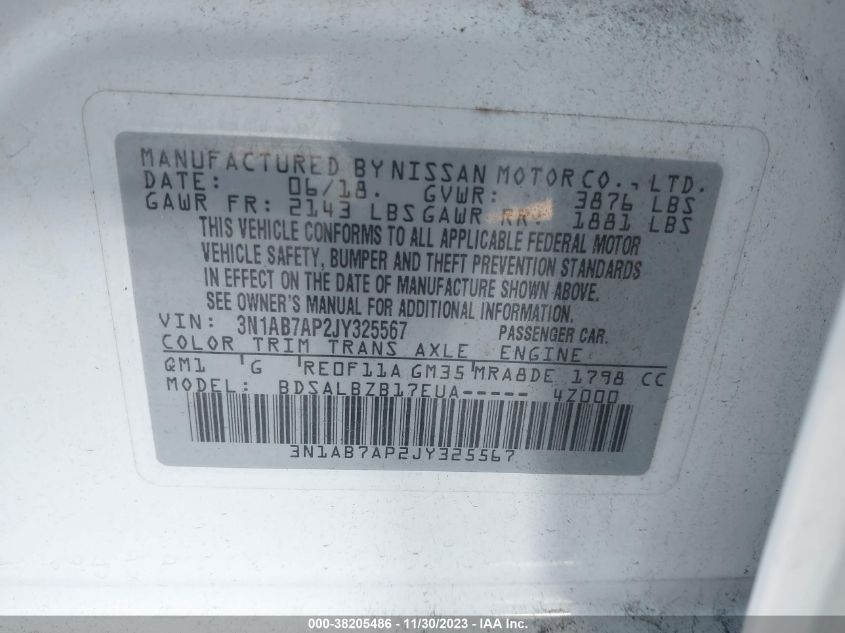 MANUFACTURED BY NISSAN MOTOR CO., LTD.
DATE: 06/18. GVWR: 3876 LBS
GAWR FR: 2143 LBS GAWR RR: 1881 LBS
THIS VEHICLE CONFORMS TO ALL APPLICABLE FEDERAL MOTOR
VEHICLE SAFETY, BUMPER AND THEFT PREVENTION STANDARDS
IN EFFECT ON THE DATE OF MANUFACTURE SHOWN ABOVE.
SEE OWNER'S MANUAL FOR ADDITIONAL INFORMATION.
VIN: 3N1AB7AP2JY325567 PASSENGER CAR.
COLOR TRIM TRANS AXLE ENGINE
QM1 G RE0F11A GM35 MRA8DE 1798 CC
MODEL: BDSALBZB17EUA----- 4Z000
3N1AB7AP2JY325567
000-38205486 - 11/30/2023 - IAA Inc.